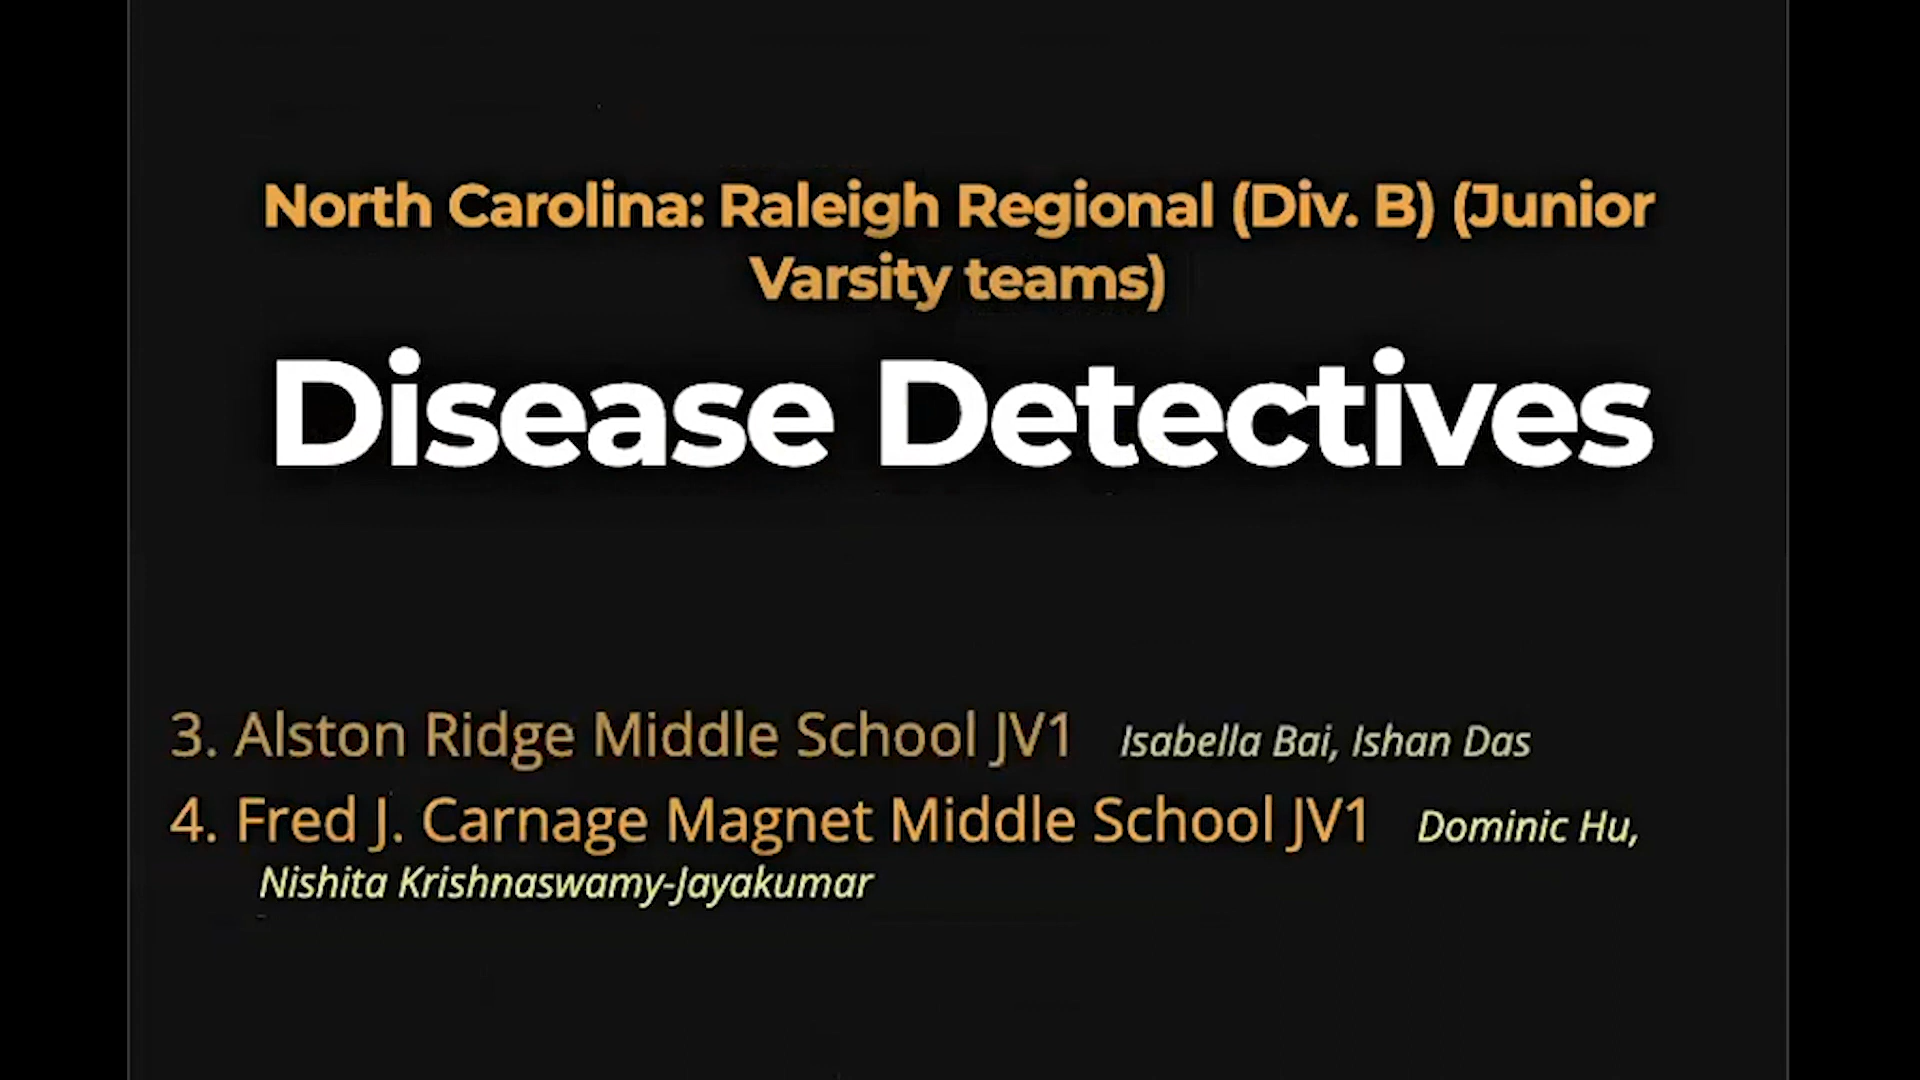 North Carolina: Raleigh Regional (Div. B) (Junior
Varsity teams)
Disease Detectives
3. Alston Ridge Middle School JV1 Isabella Bai, Ishan Das
4. Fred J. Carnage Magnet Middle School JV1 Dominic Hu,
Nishita Krishnaswamy-Jayakumar